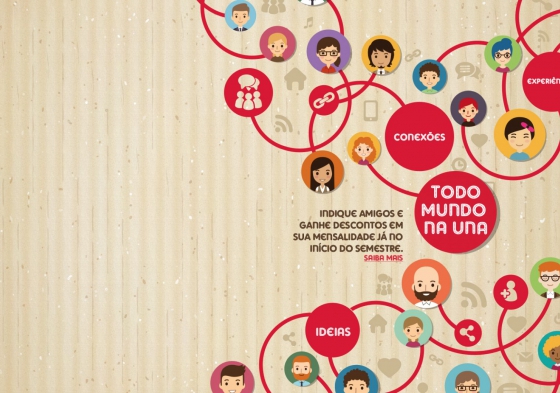 EXPERIÊN
CONEXÕES
TODO
MUNDO
NA UNA
INDIQUE AMIGOS E
GANHE DESCONTOS EM
SUA MENSALIDADE JÁ NO
INÍCIO DO SEMESTRE.
SAIBA MAIS
IDEIAS